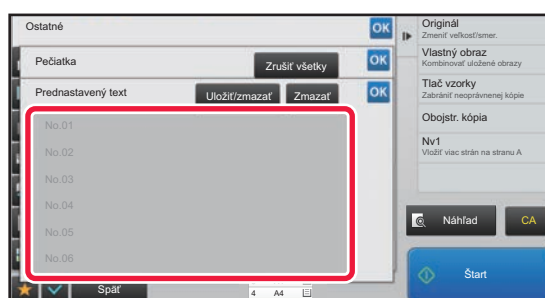 Ostatné
OK
Pečiatka
Zrušiť všetky
OK
Prednastavený text
Uložiť/zmazať
Zmazať
OK
No.01
No.02
No.03
No.04
No.05
No.06
Späť
4 A4
Originál
Zmeniť veľkosť/smer.
Vlastný obraz
Kombinovať uložené obrazy
Tlač vzorky
Zabrániť neoprávnenej kópie
Obojstr. kópia
Nv1
Vložiť viac strán na stranu A
Náhľad
CA
Štart